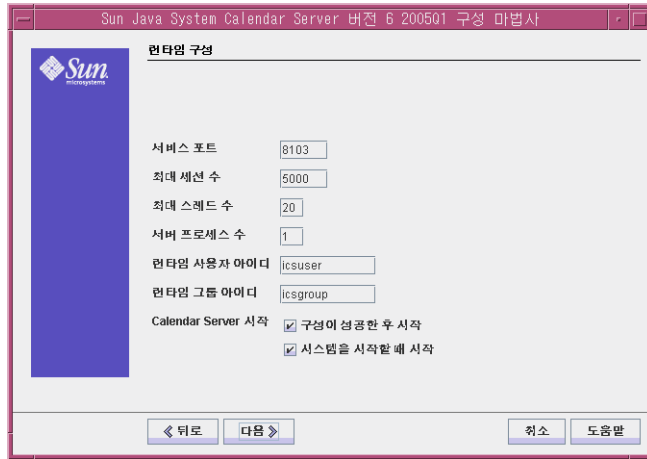 Sun Java System Calendar Server 버전 6 2005Q1 구성 마법사
Sun
microsystems
런타임 구성
서비스 포트 8103
최대 세션 수 5000
최대 스레드 수 20
서버 프로세스 수 1
런타임 사용자 아이디 icsuser
런타임 그룹 아이디 icsgroup
Calendar Server 시작 구성이 성공한 후 시작
시스템을 시작할 때 시작
뒤로 다음 취소 도움말